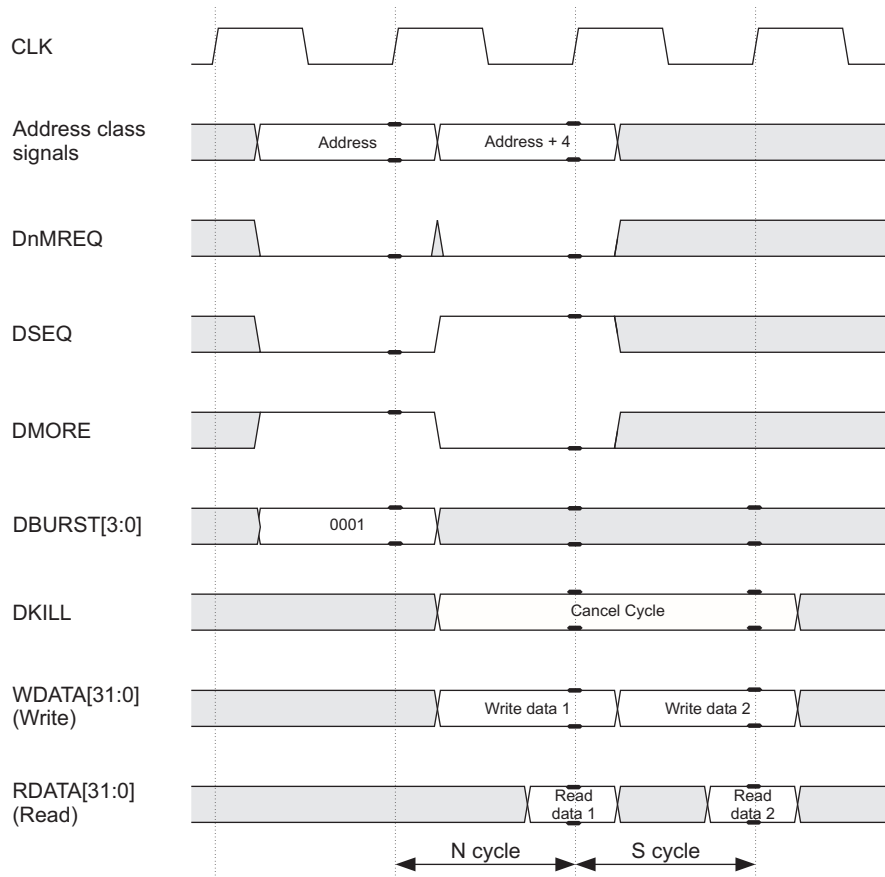 CLK
Address class
signals
Address
Address + 4
DnMREQ
DSEQ
DMORE
DBURST[3:0]
0001
DKILL
Cancel Cycle
WDATA[31:0]
(Write)
Write data 1
Write data 2
RDATA[31:0]
(Read)
Read
data 1
Read
data 2
N cycle
S cycle